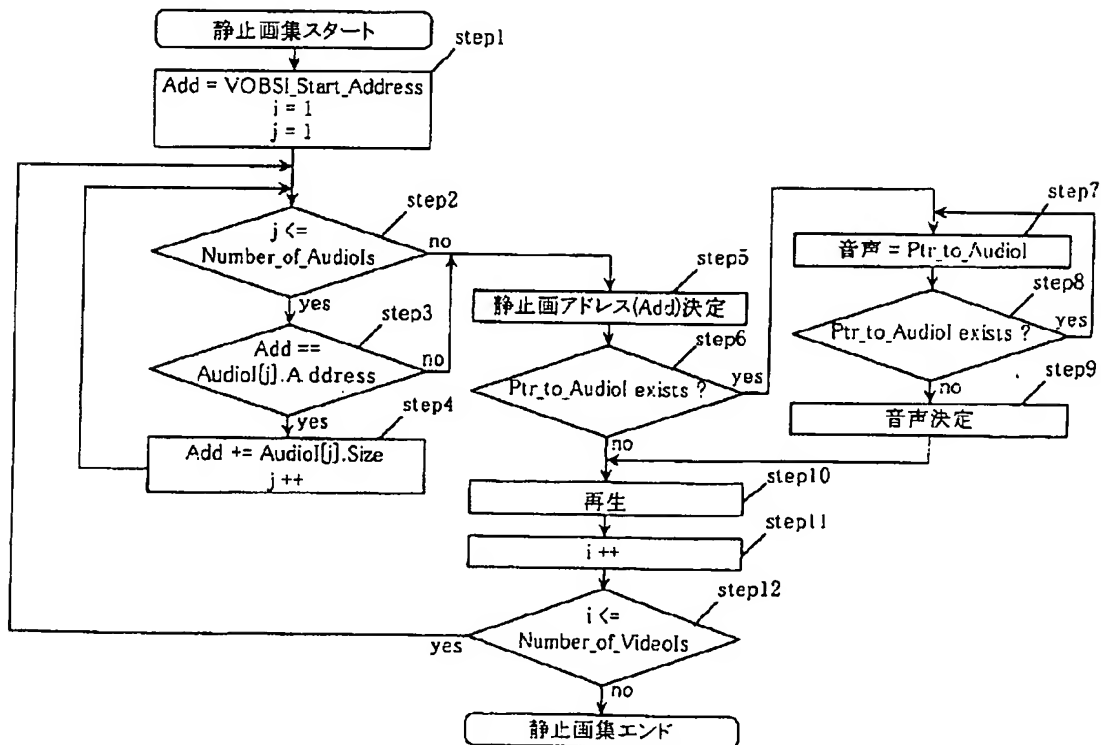 静止画集スタート
step1
Add = VOBSI_Start_Address
i = 1
j = 1
step2
j <=
Number_of_AudioIs
no
yes
step3
Add ==
AudioI[j].Address
no
yes
step4
Add += AudioI[j].Size
j ++
step5
静止画アドレス(Add)決定
step6
Ptr_to_AudioI exists ?
yes
no
step7
音声 = Ptr_to_AudioI
step8
Ptr_to_AudioI exists ?
yes
no
step9
音声決定
step10
再生
step11
i ++
step12
i <=
Number_of_VideoIs
yes
no
静止画集エンド